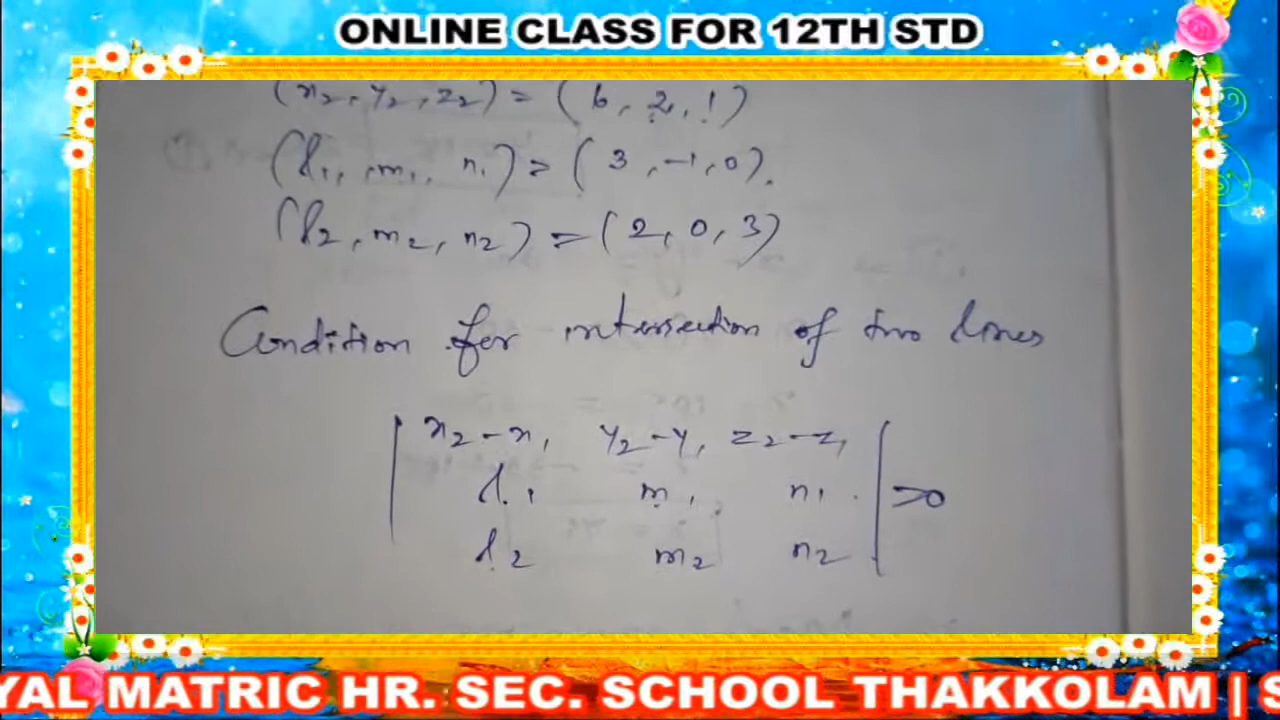 ONLINE CLASS FOR 12TH STD
(x₂, y₂, z₂) = (6, 2, 1)
(l₁, m₁, n₁) = (3, -1, 0).
(l₂, m₂, n₂) = (2, 0, 3)
Condition for intersection of two lines
| x₂-x₁ y₂-y₁ z₂-z₁ |
| l₁ m₁ n₁ | =0
| l₂ m₂ n₂ |
YAL MATRIC HR. SEC. SCHOOL THAKKOLAM | S